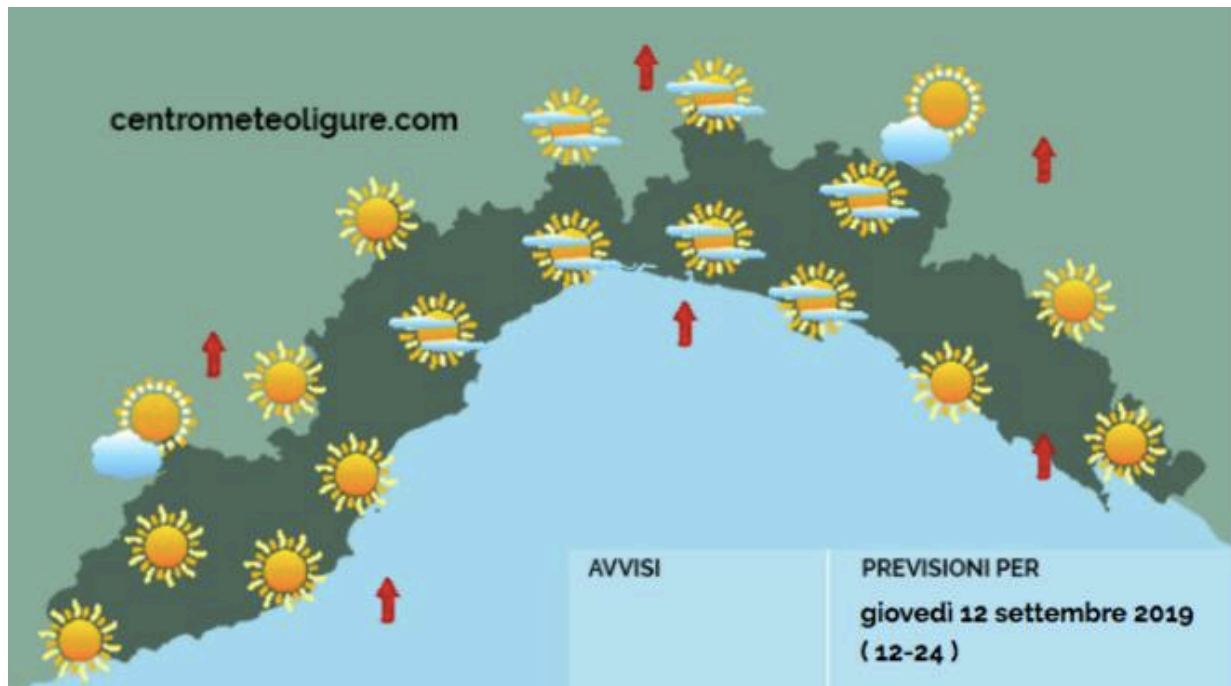 centrometeoligure.com
AVVISI
PREVISIONI PER
giovedì 12 settembre 2019
( 12-24 )